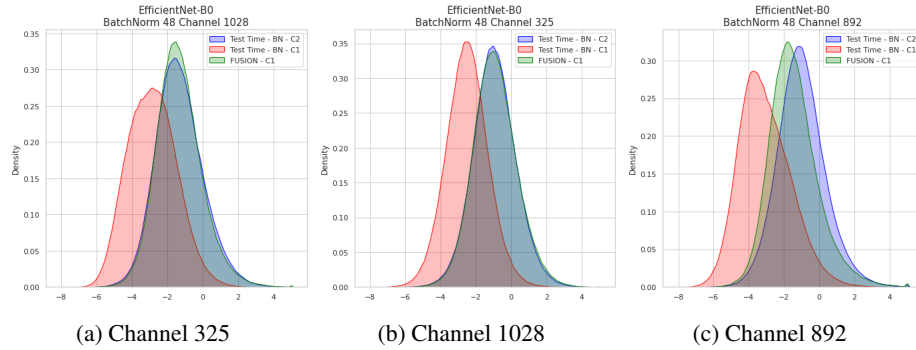 EfficientNet-B0
BatchNorm 48 Channel 1028
Test Time - BN - C2
Test Time - BN - C1
FUSION - C1
Density
0.35
0.30
0.25
0.20
0.15
0.10
0.05
0.00
−8 −6 −4 −2 0 2 4
(a) Channel 325
EfficientNet-B0
BatchNorm 48 Channel 325
Test Time - BN - C2
Test Time - BN - C1
FUSION - C1
Density
0.35
0.30
0.25
0.20
0.15
0.10
0.05
0.00
−8 −6 −4 −2 0 2 4
(b) Channel 1028
EfficientNet-B0
BatchNorm 48 Channel 892
Test Time - BN - C2
Test Time - BN - C1
FUSION - C1
Density
0.35
0.30
0.25
0.20
0.15
0.10
0.05
0.00
−8 −6 −4 −2 0 2 4
(c) Channel 892